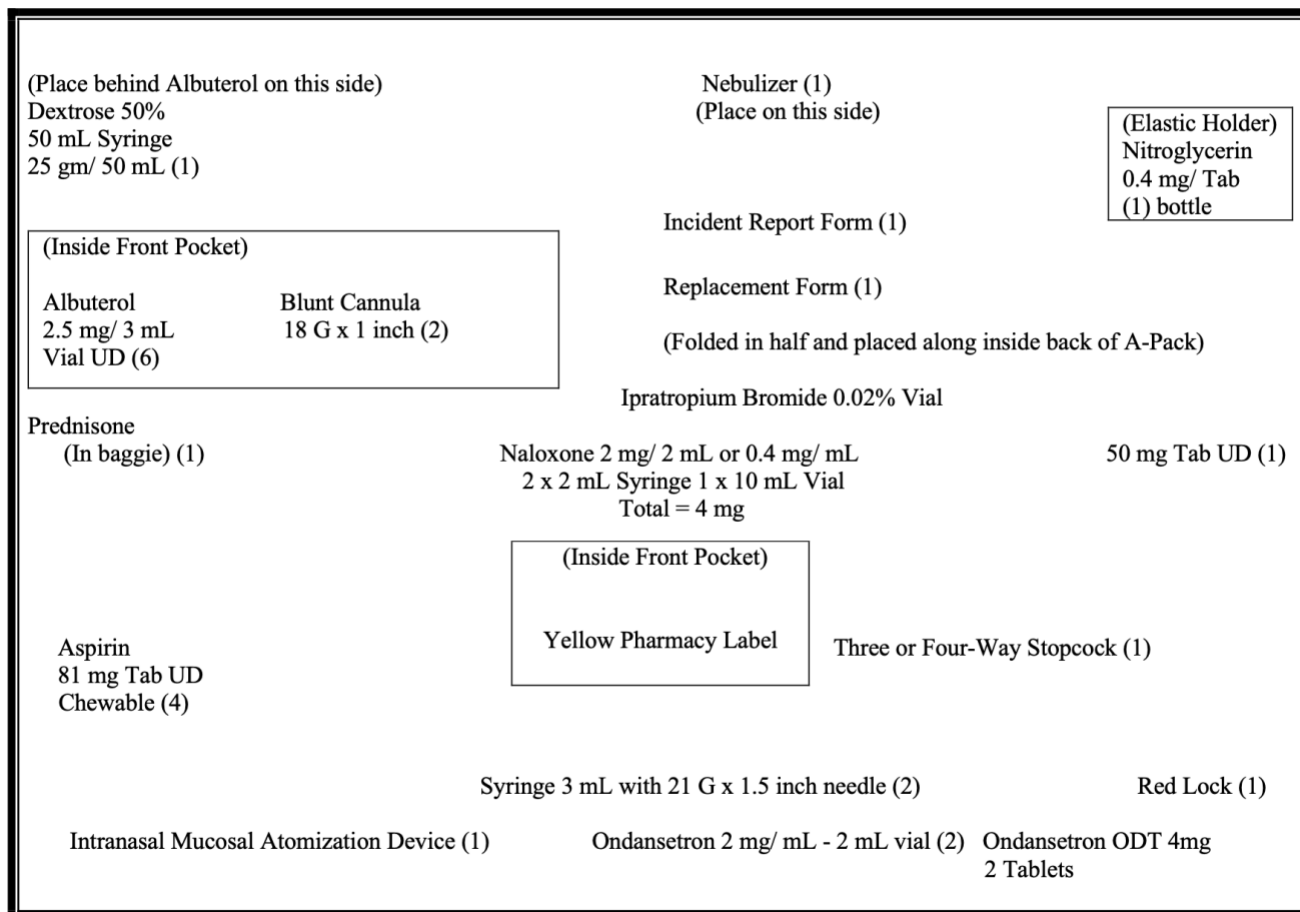 (Place behind Albuterol on this side)
Dextrose 50%
50 mL Syringe
25 gm/ 50 mL (1)
Nebulizer (1)
(Place on this side)
(Elastic Holder)
Nitroglycerin
0.4 mg/ Tab
(1) bottle
Incident Report Form (1)
(Inside Front Pocket)
Albuterol
2.5 mg/ 3 mL
Vial UD (6)
Blunt Cannula
18 G x 1 inch (2)
Replacement Form (1)
(Folded in half and placed along inside back of A-Pack)
Ipratropium Bromide 0.02% Vial
Prednisone
(In baggie) (1)
Naloxone 2 mg/ 2 mL or 0.4 mg/ mL
2 x 2 mL Syringe 1 x 10 mL Vial
Total = 4 mg
50 mg Tab UD (1)
(Inside Front Pocket)
Yellow Pharmacy Label
Aspirin
81 mg Tab UD
Chewable (4)
Three or Four-Way Stopcock (1)
Syringe 3 mL with 21 G x 1.5 inch needle (2)
Red Lock (1)
Intranasal Mucosal Atomization Device (1)
Ondansetron 2 mg/ mL - 2 mL vial (2)
Ondansetron ODT 4mg
2 Tablets